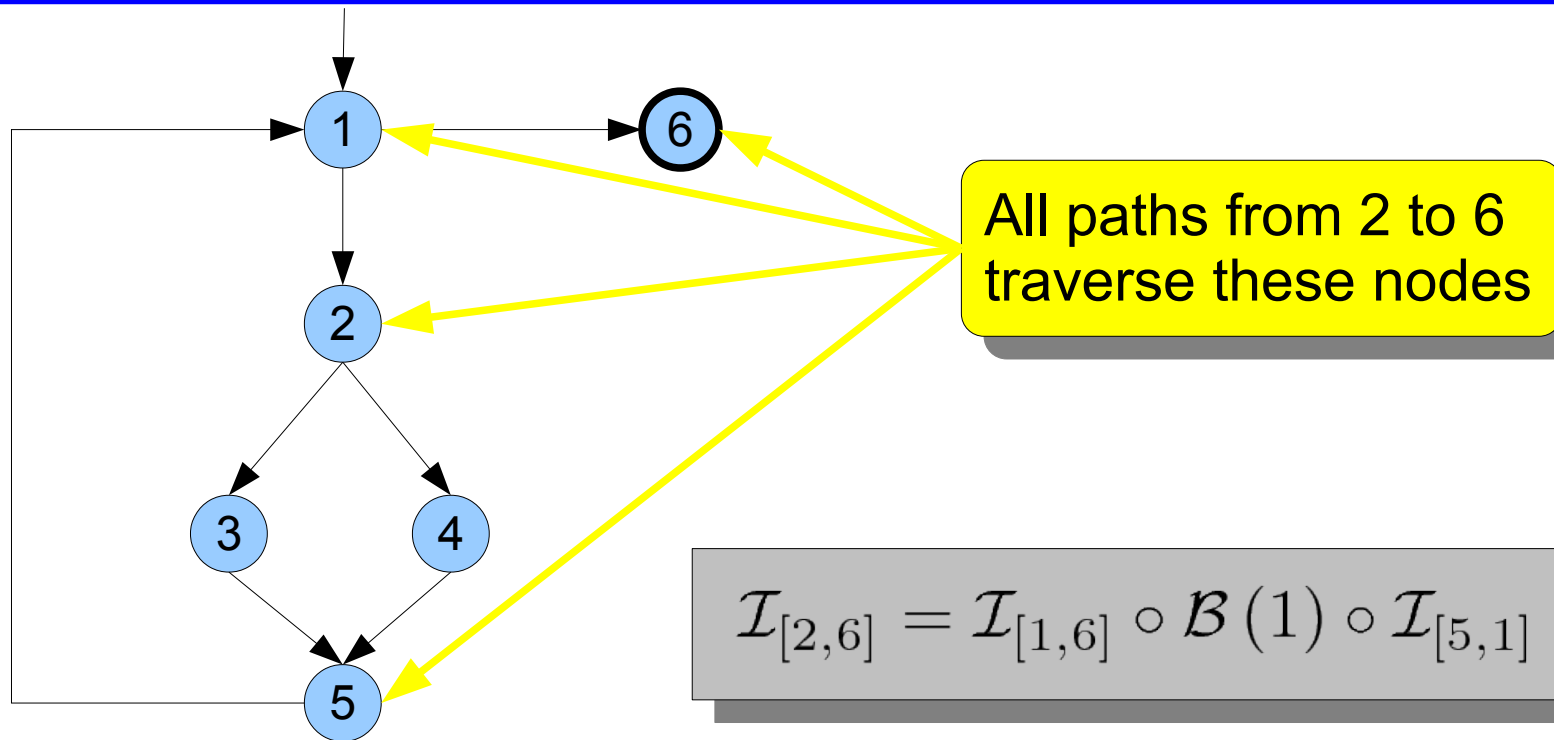 1
6
All paths from 2 to 6
traverse these nodes
2
3
4
5
𝓘[2,6] = 𝓘[1,6] ∘ 𝓑 (1) ∘ 𝓘[5,1]